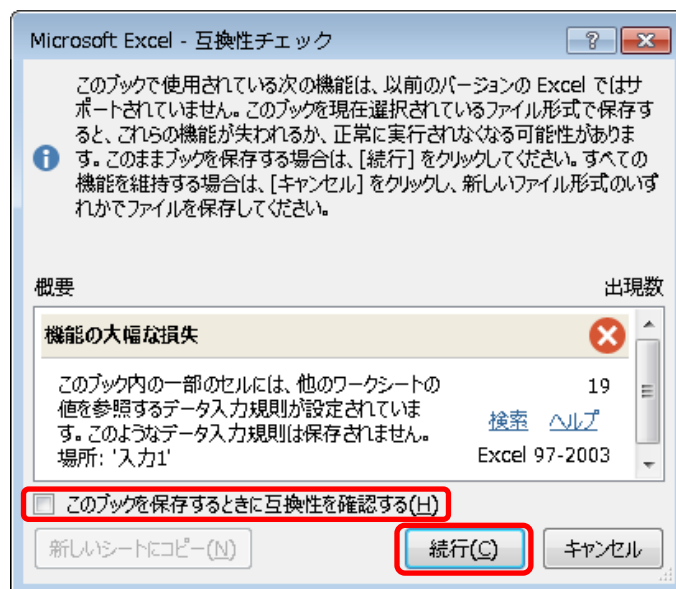 Microsoft Excel - 互換性チェック
このブックで使用されている次の機能は、以前のバージョンの Excel ではサ
ポートされていません。このブックを現在選択されているファイル形式で保存す
ると、これらの機能が失われるか、正常に実行されなくなる可能性がありま
す。このままブックを保存する場合は、[続行] をクリックしてください。すべての
機能を維持する場合は、[キャンセル] をクリックし、新しいファイル形式のいず
れかでファイルを保存してください。
概要 出現数
機能の大幅な損失
このブック内の一部のセルには、他のワークシートの 19
値を参照するデータ入力規則が設定されていま
す。このようなデータ入力規則は保存されません。 検索 ヘルプ
場所: '入力1' Excel 97-2003
このブックを保存するときに互換性を確認する(H)
新しいシートにコピー(N) 続行(C) キャンセル